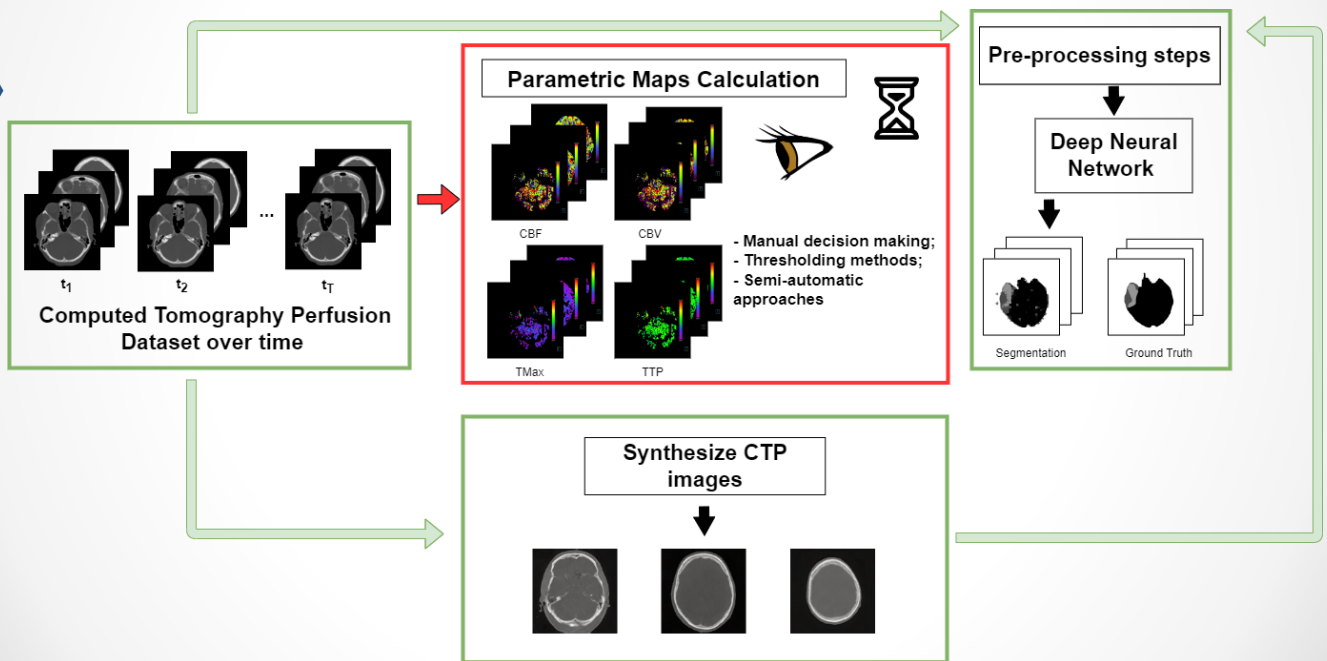 t1
t2
...
tT
Computed Tomography Perfusion
Dataset over time
Parametric Maps Calculation
CBF
CBV
TMax
TTP
- Manual decision making;
- Thresholding methods;
- Semi-automatic
approaches
Pre-processing steps
Deep Neural
Network
Segmentation
Ground Truth
Synthesize CTP
images